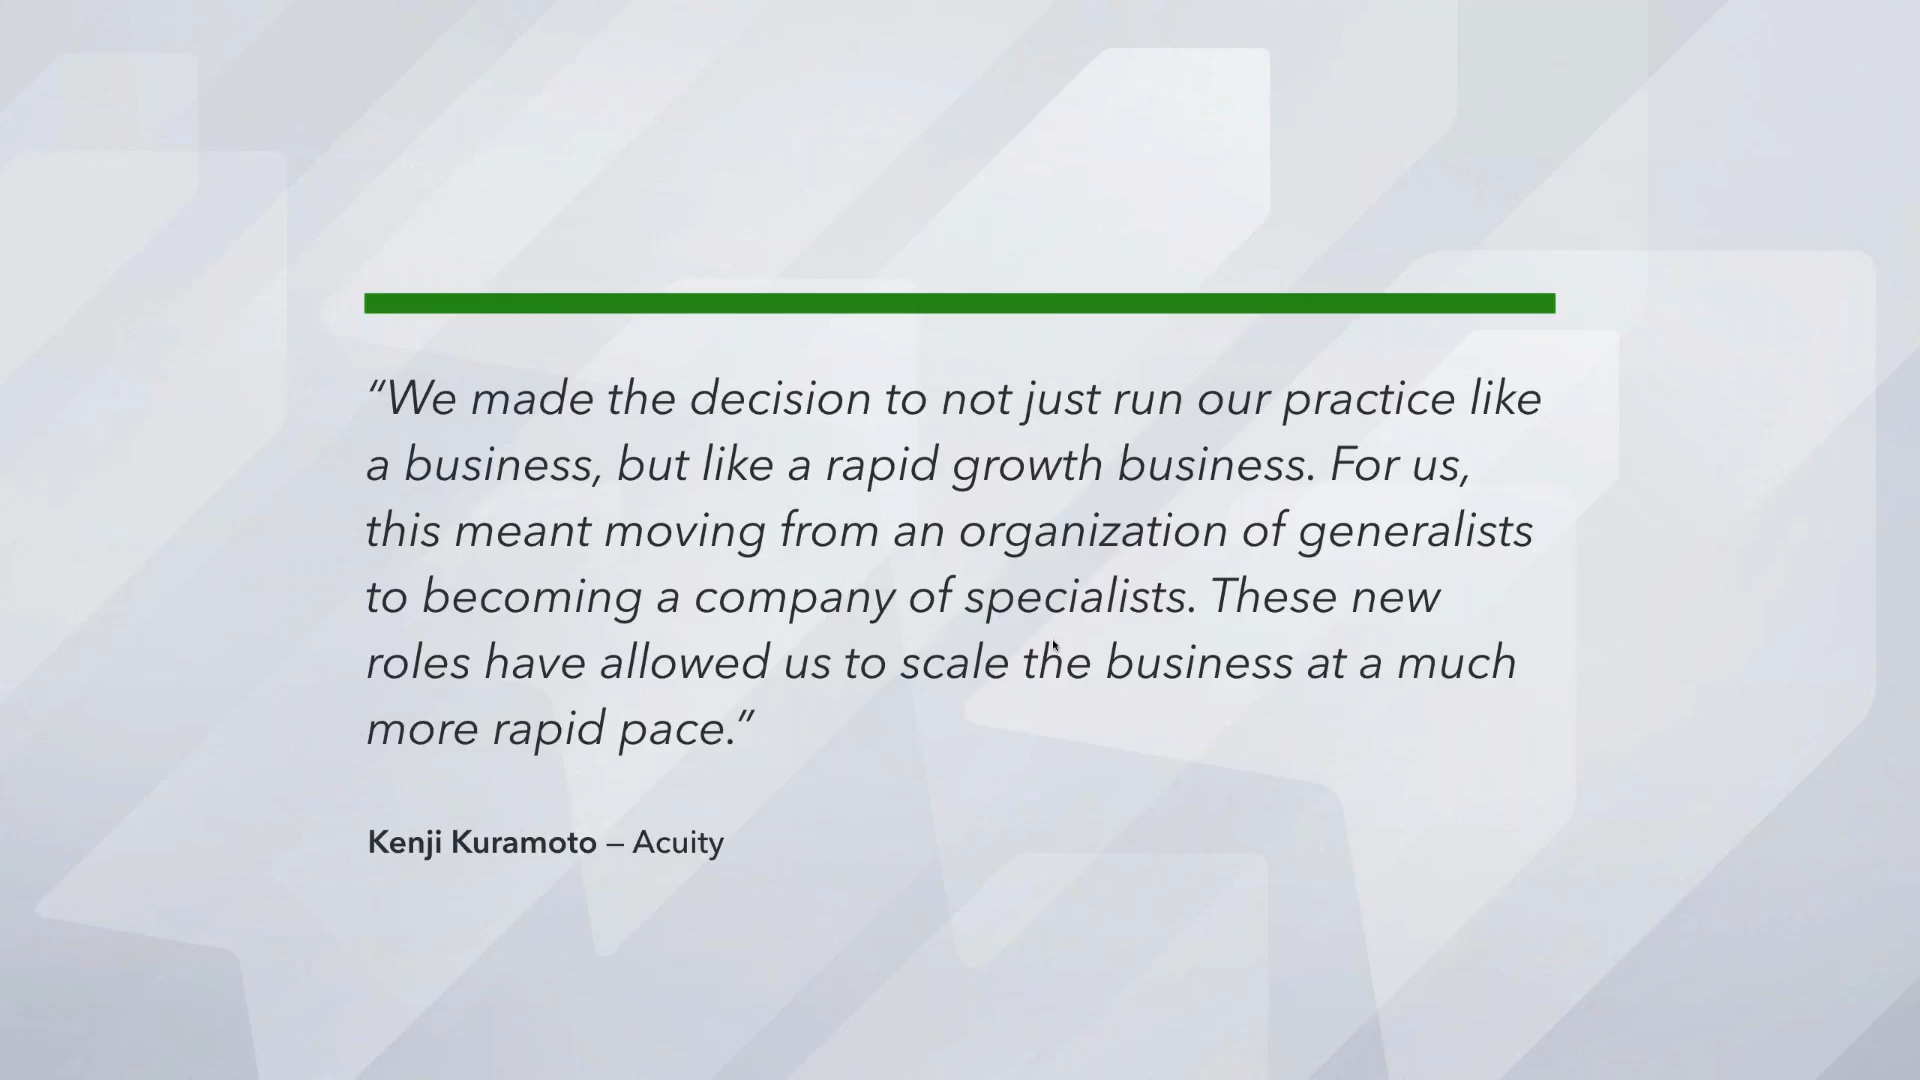 “We made the decision to not just run our practice like
a business, but like a rapid growth business. For us,
this meant moving from an organization of generalists
to becoming a company of specialists. These new
roles have allowed us to scale the business at a much
more rapid pace.”
Kenji Kuramoto – Acuity